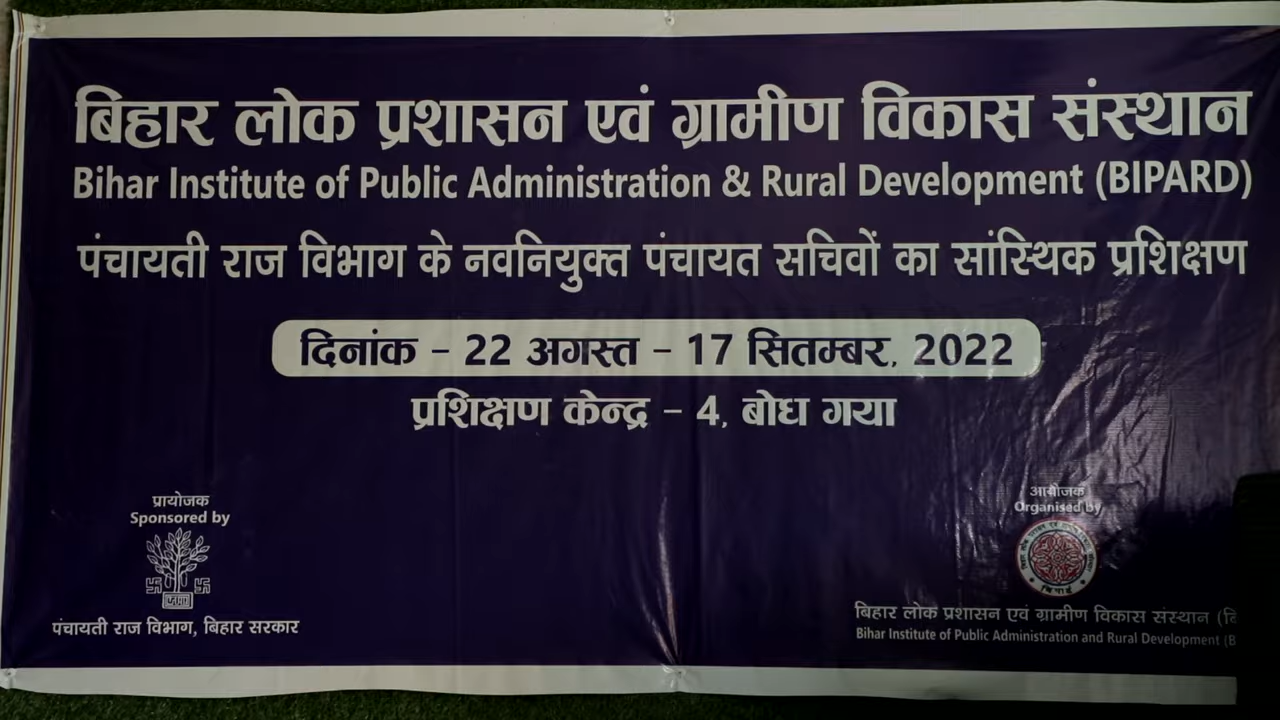 बिहार लोक प्रशासन एवं ग्रामीण विकास संस्थान
Bihar Institute of Public Administration & Rural Development (BIPARD)
पंचायती राज विभाग के नवनियुक्त पंचायत सचिवों का सांस्थिक प्रशिक्षण
दिनांक - 22 अगस्त - 17 सितम्बर, 2022
प्रशिक्षण केन्द्र - 4, बोध गया
प्रायोजक
Sponsored by
पंचायती राज विभाग, बिहार सरकार
आयोजक
Organised by
बिहार लोक प्रशासन एवं ग्रामीण विकास संस्थान
Bihar Institute of Public Administration and Rural Development